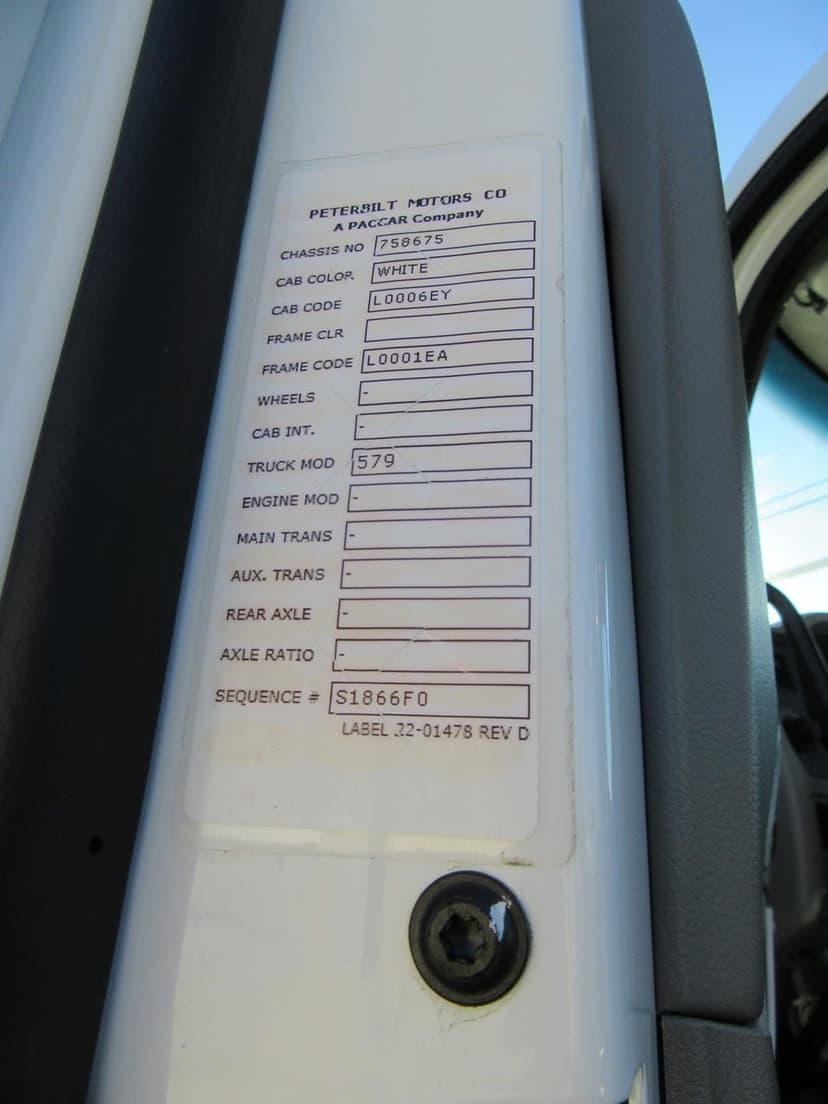 PETERBILT MOTORS CO
A PACCAR Company
CHASSIS NO 758675
CAB COLOR WHITE
CAB CODE L0006EY
FRAME CLR
FRAME CODE L0001EA
WHEELS -
CAB INT. -
TRUCK MOD 579
ENGINE MOD -
MAIN TRANS -
AUX. TRANS -
REAR AXLE -
AXLE RATIO -
SEQUENCE # S1866F0
LABEL 22-01478 REV D